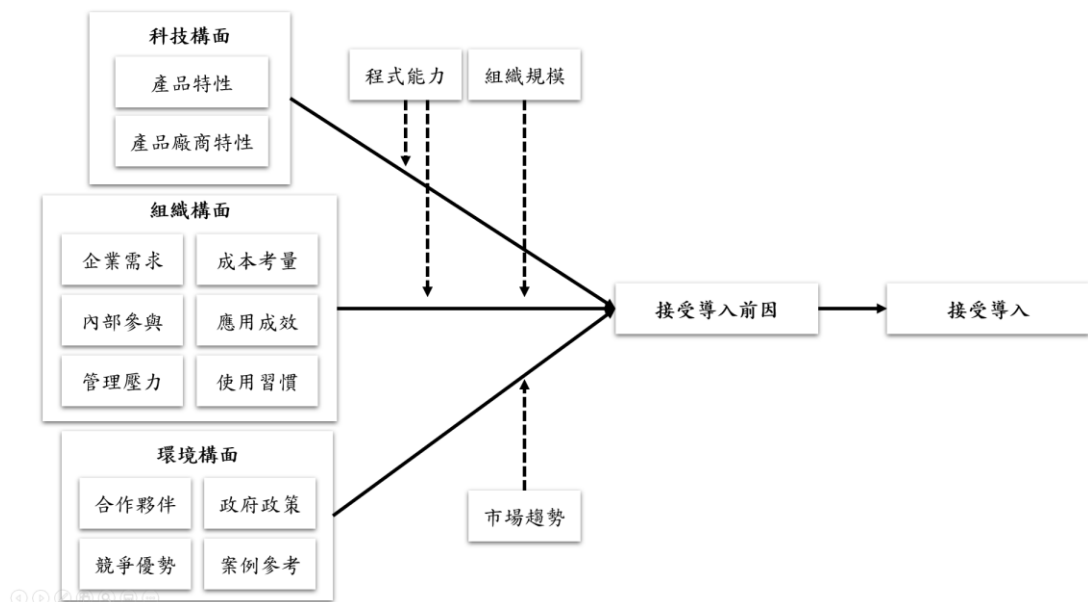 科技構面
產品特性
產品廠商特性
程式能力
組織規模
組織構面
企業需求
成本考量
內部參與
應用成效
管理壓力
使用習慣
接受導入前因
接受導入
環境構面
合作夥伴
政府政策
競爭優勢
案例參考
市場趨勢